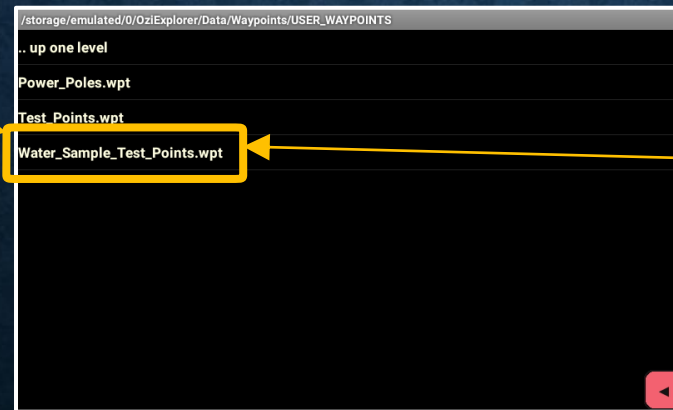 /storage/emulated/0/OziExplorer/Data/Waypoints/USER_WAYPOINTS
.. up one level
Power_Poles.wpt
Test_Points.wpt
Water_Sample_Test_Points.wpt